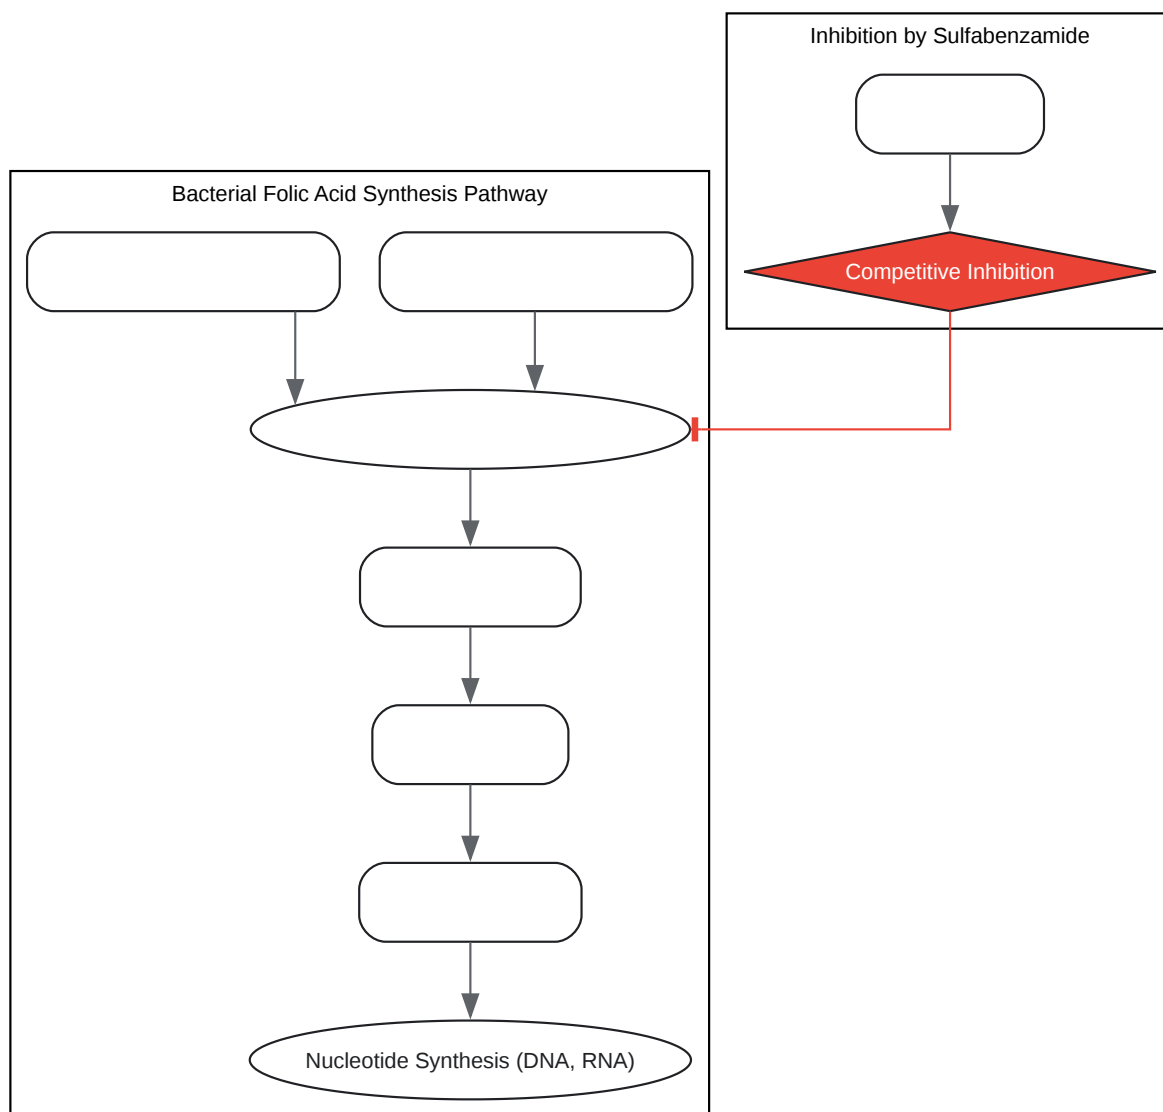 Inhibition by Sulfabenzamide
Bacterial Folic Acid Synthesis Pathway
Competitive Inhibition
Nucleotide Synthesis (DNA, RNA)